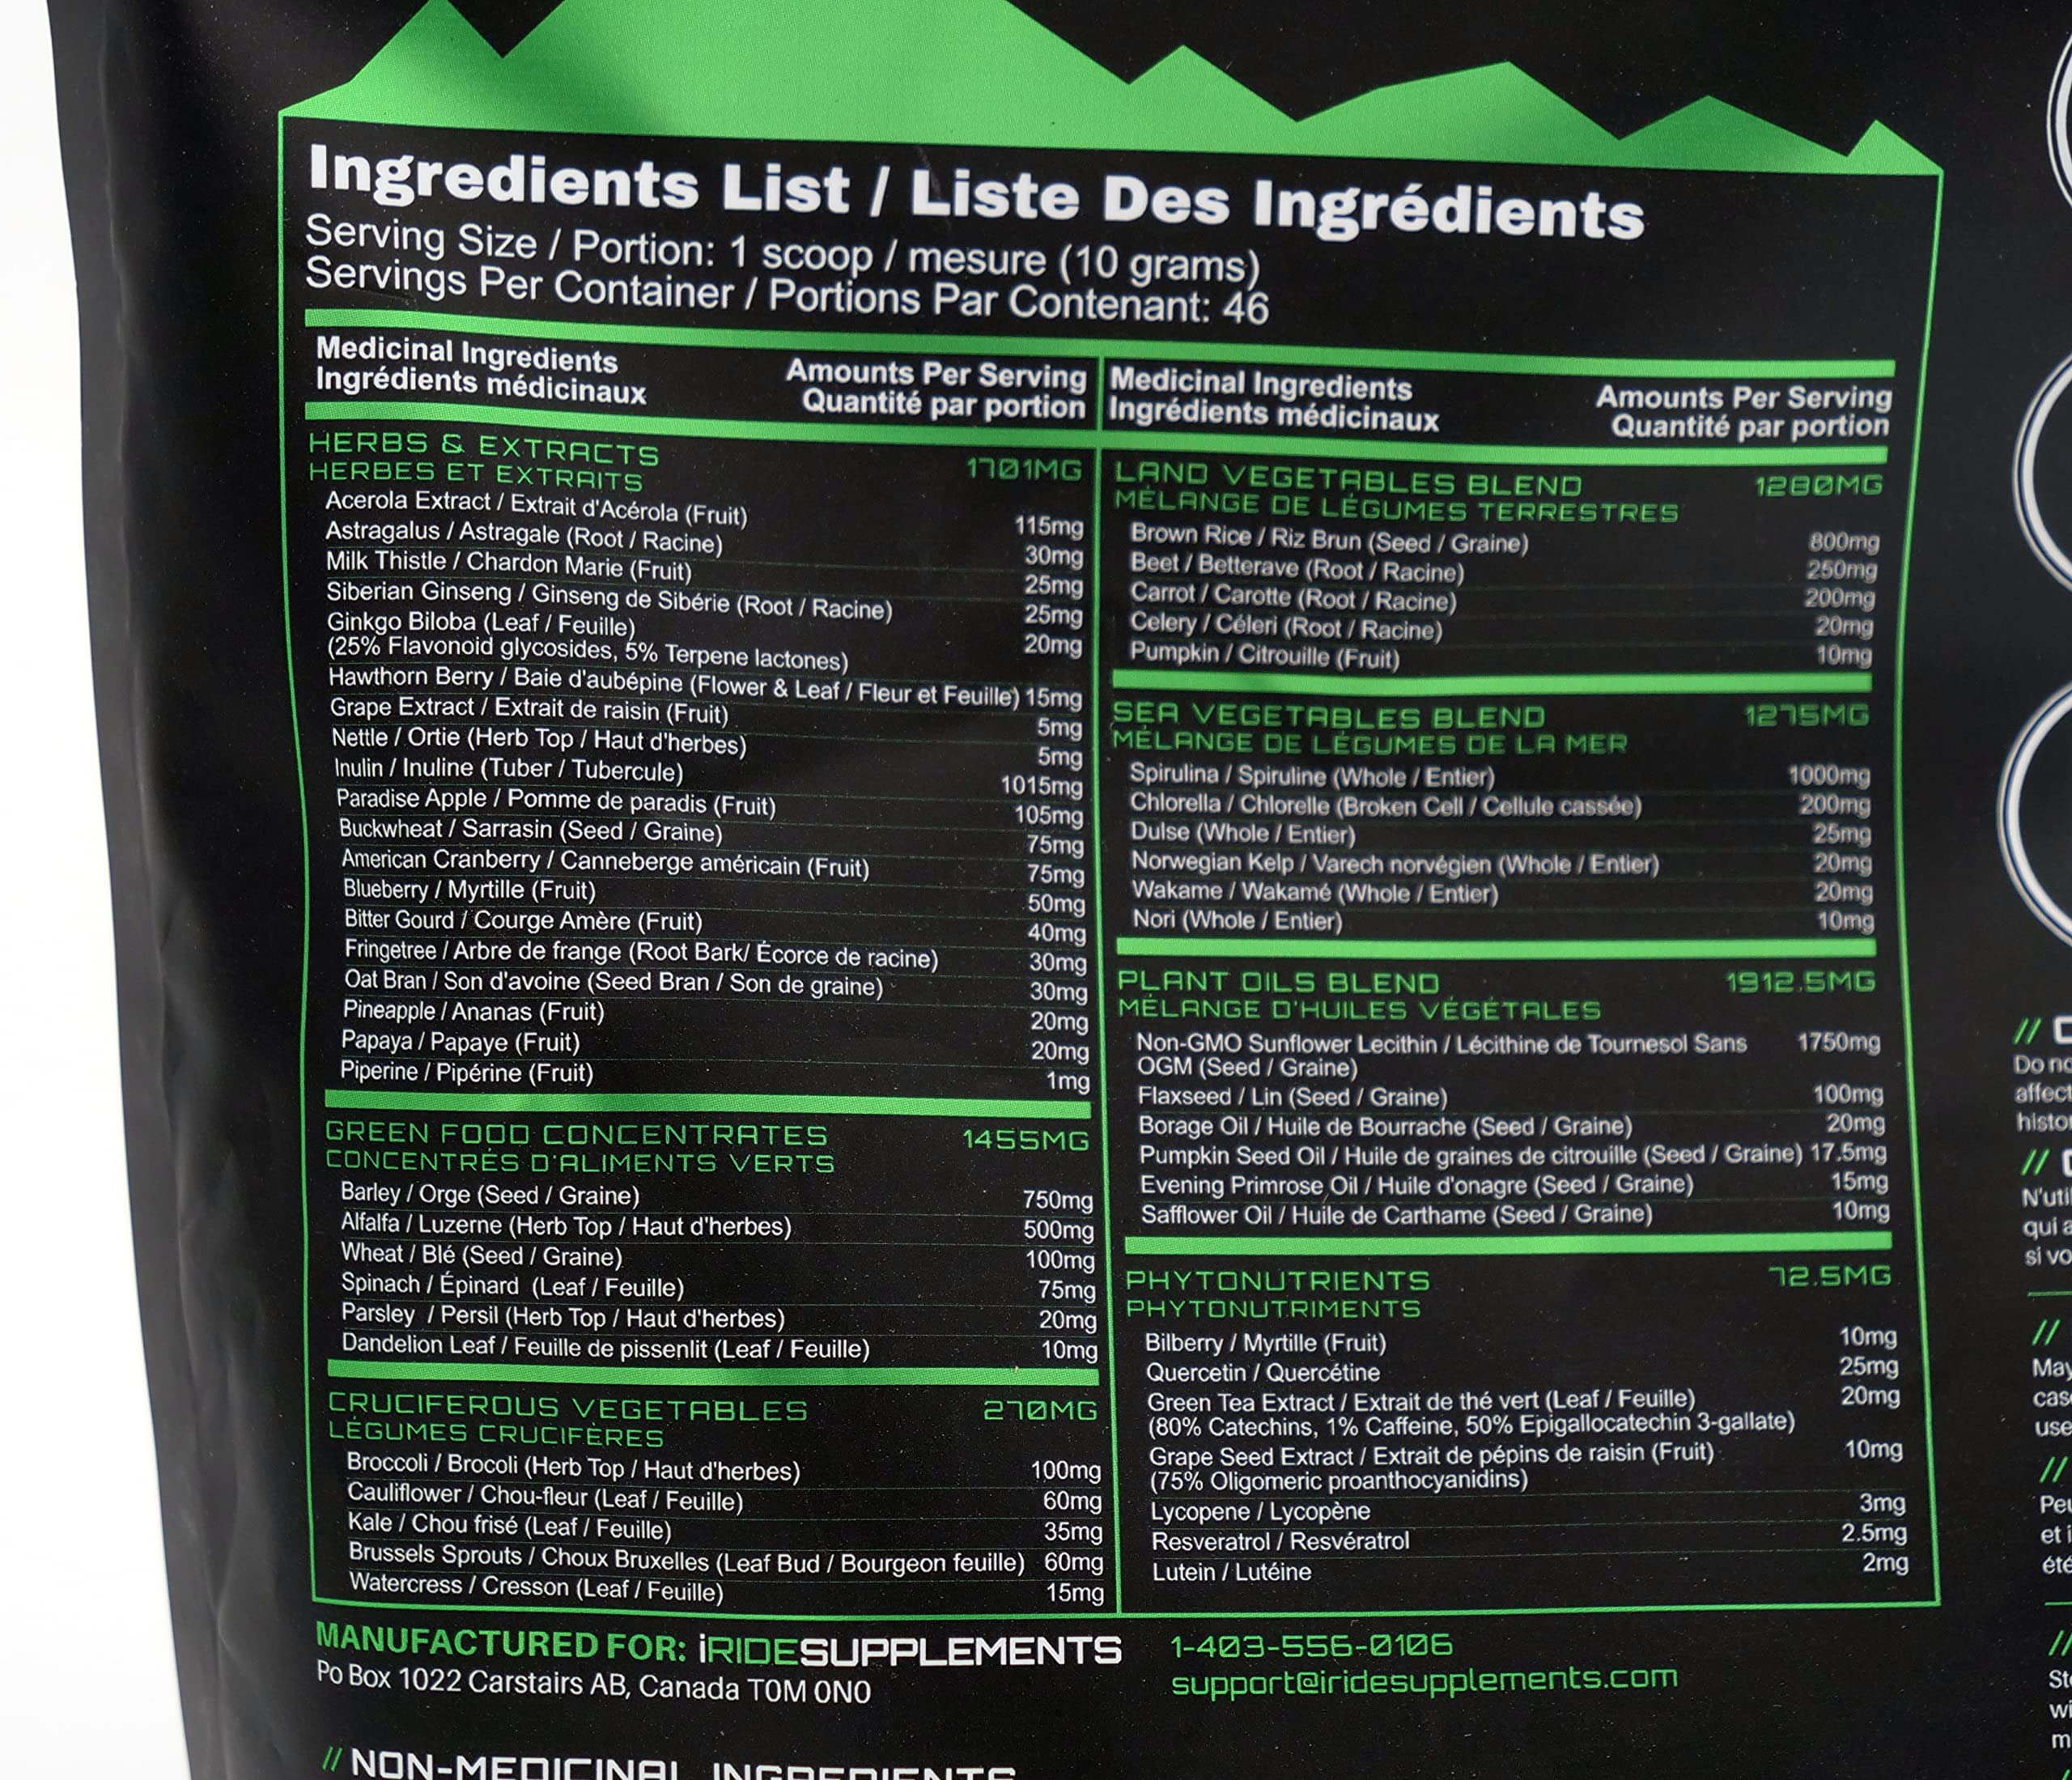 Ingredients List / Liste Des Ingrédients
Serving Size / Portion: 1 scoop / mesure (10 grams)
Servings Per Container / Portions Par Contenant: 46
Medicinal Ingredients
Ingrédients médicinaux
Amounts Per Serving
Quantité par portion
HERBS & EXTRACTS 1701MG
HERBES ET EXTRAITS
Acerola Extract / Extrait d'Acérola (Fruit) 115mg
Astragalus / Astragale (Root / Racine) 30mg
Milk Thistle / Chardon Marie (Fruit) 25mg
Siberian Ginseng / Ginseng de Sibérie (Root / Racine) 25mg
Ginkgo Biloba (Leaf / Feuille) 20mg
(25% Flavonoid glycosides, 5% Terpene lactones)
Hawthorn Berry / Baie d'aubépine (Flower & Leaf / Fleur et Feuille) 15mg
Grape Extract / Extrait de raisin (Fruit) 5mg
Nettle / Ortie (Herb Top / Haut d'herbes) 5mg
Inulin / Inuline (Tuber / Tubercule) 1015mg
Paradise Apple / Pomme de paradis (Fruit) 105mg
Buckwheat / Sarrasin (Seed / Graine) 75mg
American Cranberry / Canneberge américain (Fruit) 75mg
Blueberry / Myrtille (Fruit) 50mg
Bitter Gourd / Courge Amère (Fruit) 40mg
Fringetree / Arbre de frange (Root Bark/ Écorce de racine) 30mg
Oat Bran / Son d'avoine (Seed Bran / Son de graine) 30mg
Pineapple / Ananas (Fruit) 20mg
Papaya / Papaye (Fruit) 20mg
Piperine / Pipérine (Fruit) 1mg
GREEN FOOD CONCENTRATES 1455MG
CONCENTRÉS D'ALIMENTS VERTS
Barley / Orge (Seed / Graine) 750mg
Alfalfa / Luzerne (Herb Top / Haut d'herbes) 500mg
Wheat / Blé (Seed / Graine) 100mg
Spinach / Épinard (Leaf / Feuille) 75mg
Parsley / Persil (Herb Top / Haut d'herbes) 20mg
Dandelion Leaf / Feuille de pissenlit (Leaf / Feuille) 10mg
CRUCIFEROUS VEGETABLES 270MG
LÉGUMES CRUCIFÈRES
Broccoli / Brocoli (Herb Top / Haut d'herbes) 100mg
Cauliflower / Chou-fleur (Leaf / Feuille) 60mg
Kale / Chou frisé (Leaf / Feuille) 35mg
Brussels Sprouts / Choux Bruxelles (Leaf Bud / Bourgeon feuille) 60mg
Watercress / Cresson (Leaf / Feuille) 15mg
Medicinal Ingredients
Ingrédients médicinaux
Amounts Per Serving
Quantité par portion
LAND VEGETABLES BLEND 1280MG
MÉLANGE DE LÉGUMES TERRESTRES
Brown Rice / Riz Brun (Seed / Graine) 800mg
Beet / Betterave (Root / Racine) 250mg
Carrot / Carotte (Root / Racine) 200mg
Celery / Céleri (Root / Racine) 20mg
Pumpkin / Citrouille (Fruit) 10mg
SEA VEGETABLES BLEND 1275MG
MÉLANGE DE LÉGUMES DE LA MER
Spirulina / Spiruline (Whole / Entier) 1000mg
Chlorella / Chlorelle (Broken Cell / Cellule cassée) 200mg
Dulse (Whole / Entier) 25mg
Norwegian Kelp / Varech norvégien (Whole / Entier) 20mg
Wakame / Wakamé (Whole / Entier) 20mg
Nori (Whole / Entier) 10mg
PLANT OILS BLEND 1912.5MG
MÉLANGE D'HUILES VÉGÉTALES
Non-GMO Sunflower Lecithin / Lécithine de Tournesol Sans 1750mg
OGM (Seed / Graine)
Flaxseed / Lin (Seed / Graine) 100mg
Borage Oil / Huile de Bourrache (Seed / Graine) 20mg
Pumpkin Seed Oil / Huile de graines de citrouille (Seed / Graine) 17.5mg
Evening Primrose Oil / Huile d'onagre (Seed / Graine) 15mg
Safflower Oil / Huile de Carthame (Seed / Graine) 10mg
PHYTONUTRIENTS 72.5MG
PHYTONUTRIMENTS
Bilberry / Myrtille (Fruit) 10mg
Quercetin / Quercétine 25mg
Green Tea Extract / Extrait de thé vert (Leaf / Feuille) 20mg
(80% Catechins, 1% Caffeine, 50% Epigallocatechin 3-gallate)
Grape Seed Extract / Extrait de pépins de raisin (Fruit) 10mg
(75% Oligomeric proanthocyanidins)
Lycopene / Lycopène 3mg
Resveratrol / Resvératrol 2.5mg
Lutein / Lutéine 2mg
MANUFACTURED FOR: iRIDESUPPLEMENTS
Po Box 1022 Carstairs AB, Canada T0M 0N0
1-403-556-0106
support@iridesupplements.com
// NON-MEDICINAL INGREDIENTS
//
Do no
affect
histo
//
N'uti
qui a
si vo
//
May
cas
use
//
Peu
et i
été
//
Sto
wi
m